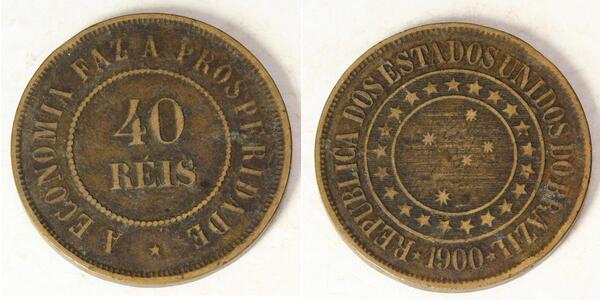 A ECONOMIA FAZ A PROSPERIDADE
40
RÉIS
REPUBLICA DOS ESTADOS UNIDOS DO BRAZIL
1900